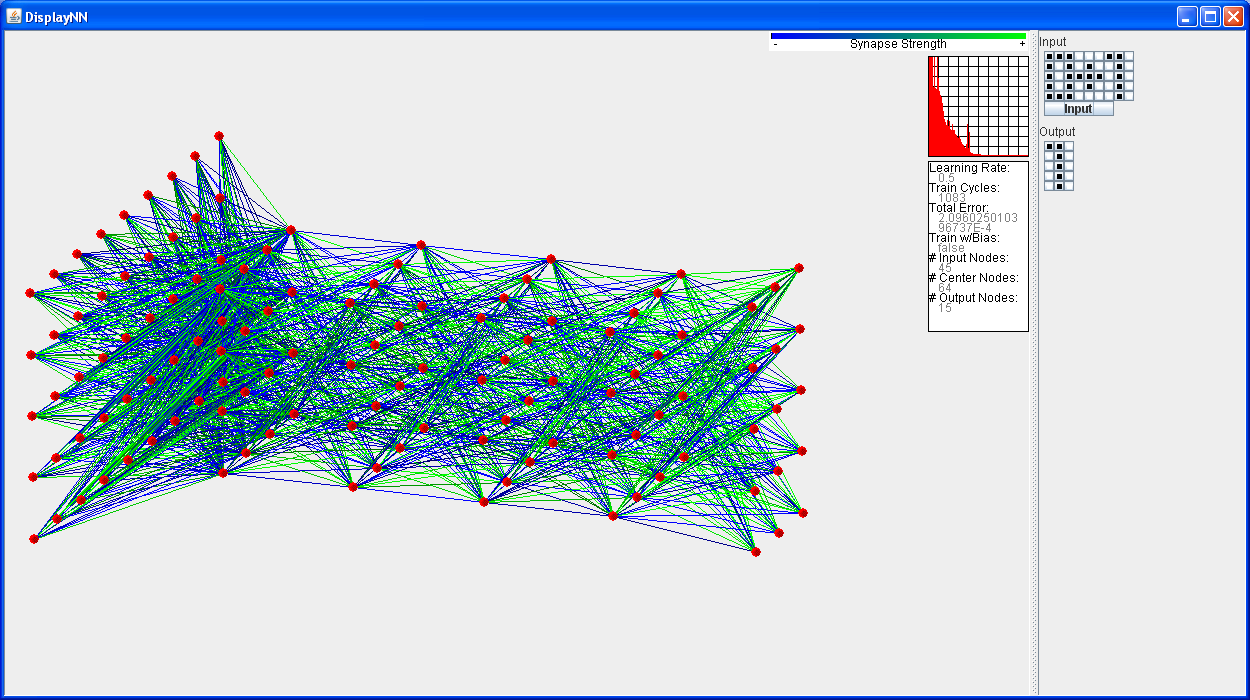 DisplayNN
- Synapse Strength +
Learning Rate:
0.5
Train Cycles:
1083
Total Error:
2.0960250103
96737E-4
Train w/Bias:
false
# Input Nodes:
45
# Center Nodes:
64
# Output Nodes:
15
Input
Input
Output